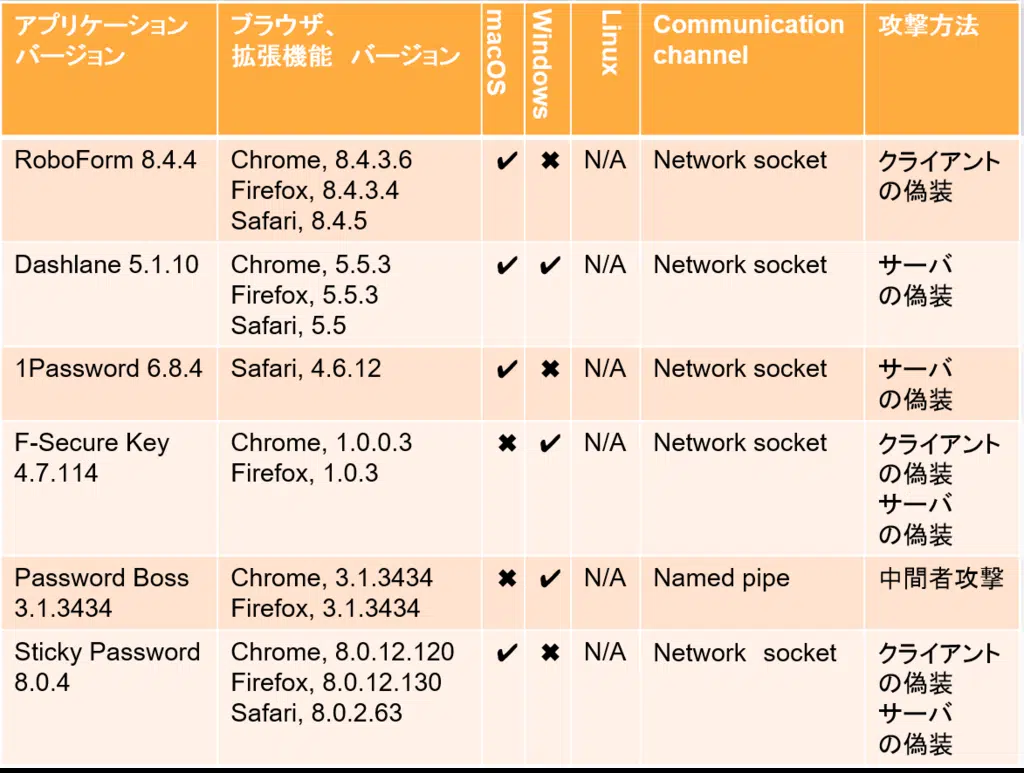 アプリケーション
バージョン
ブラウザ、
拡張機能　バージョン
macOS
Windows
Linux
Communication
channel
攻撃方法
RoboForm 8.4.4
Chrome, 8.4.3.6
Firefox, 8.4.3.4
Safari, 8.4.5
✔
✖
N/A
Network socket
クライアント
の偽装
Dashlane 5.1.10
Chrome, 5.5.3
Firefox, 5.5.3
Safari, 5.5
✔
✔
N/A
Network socket
サーバ
の偽装
1Password 6.8.4
Safari, 4.6.12
✔
✖
N/A
Network socket
サーバ
の偽装
F-Secure Key
4.7.114
Chrome, 1.0.0.3
Firefox, 1.0.3
✖
✔
N/A
Network socket
クライアント
の偽装
サーバ
の偽装
Password Boss
3.1.3434
Chrome, 3.1.3434
Firefox, 3.1.3434
✖
✔
N/A
Named pipe
中間者攻撃
Sticky Password
8.0.4
Chrome, 8.0.12.120
Firefox, 8.0.12.130
Safari, 8.0.2.63
✔
✖
N/A
Network　socket
クライアント
の偽装
サーバ
の偽装